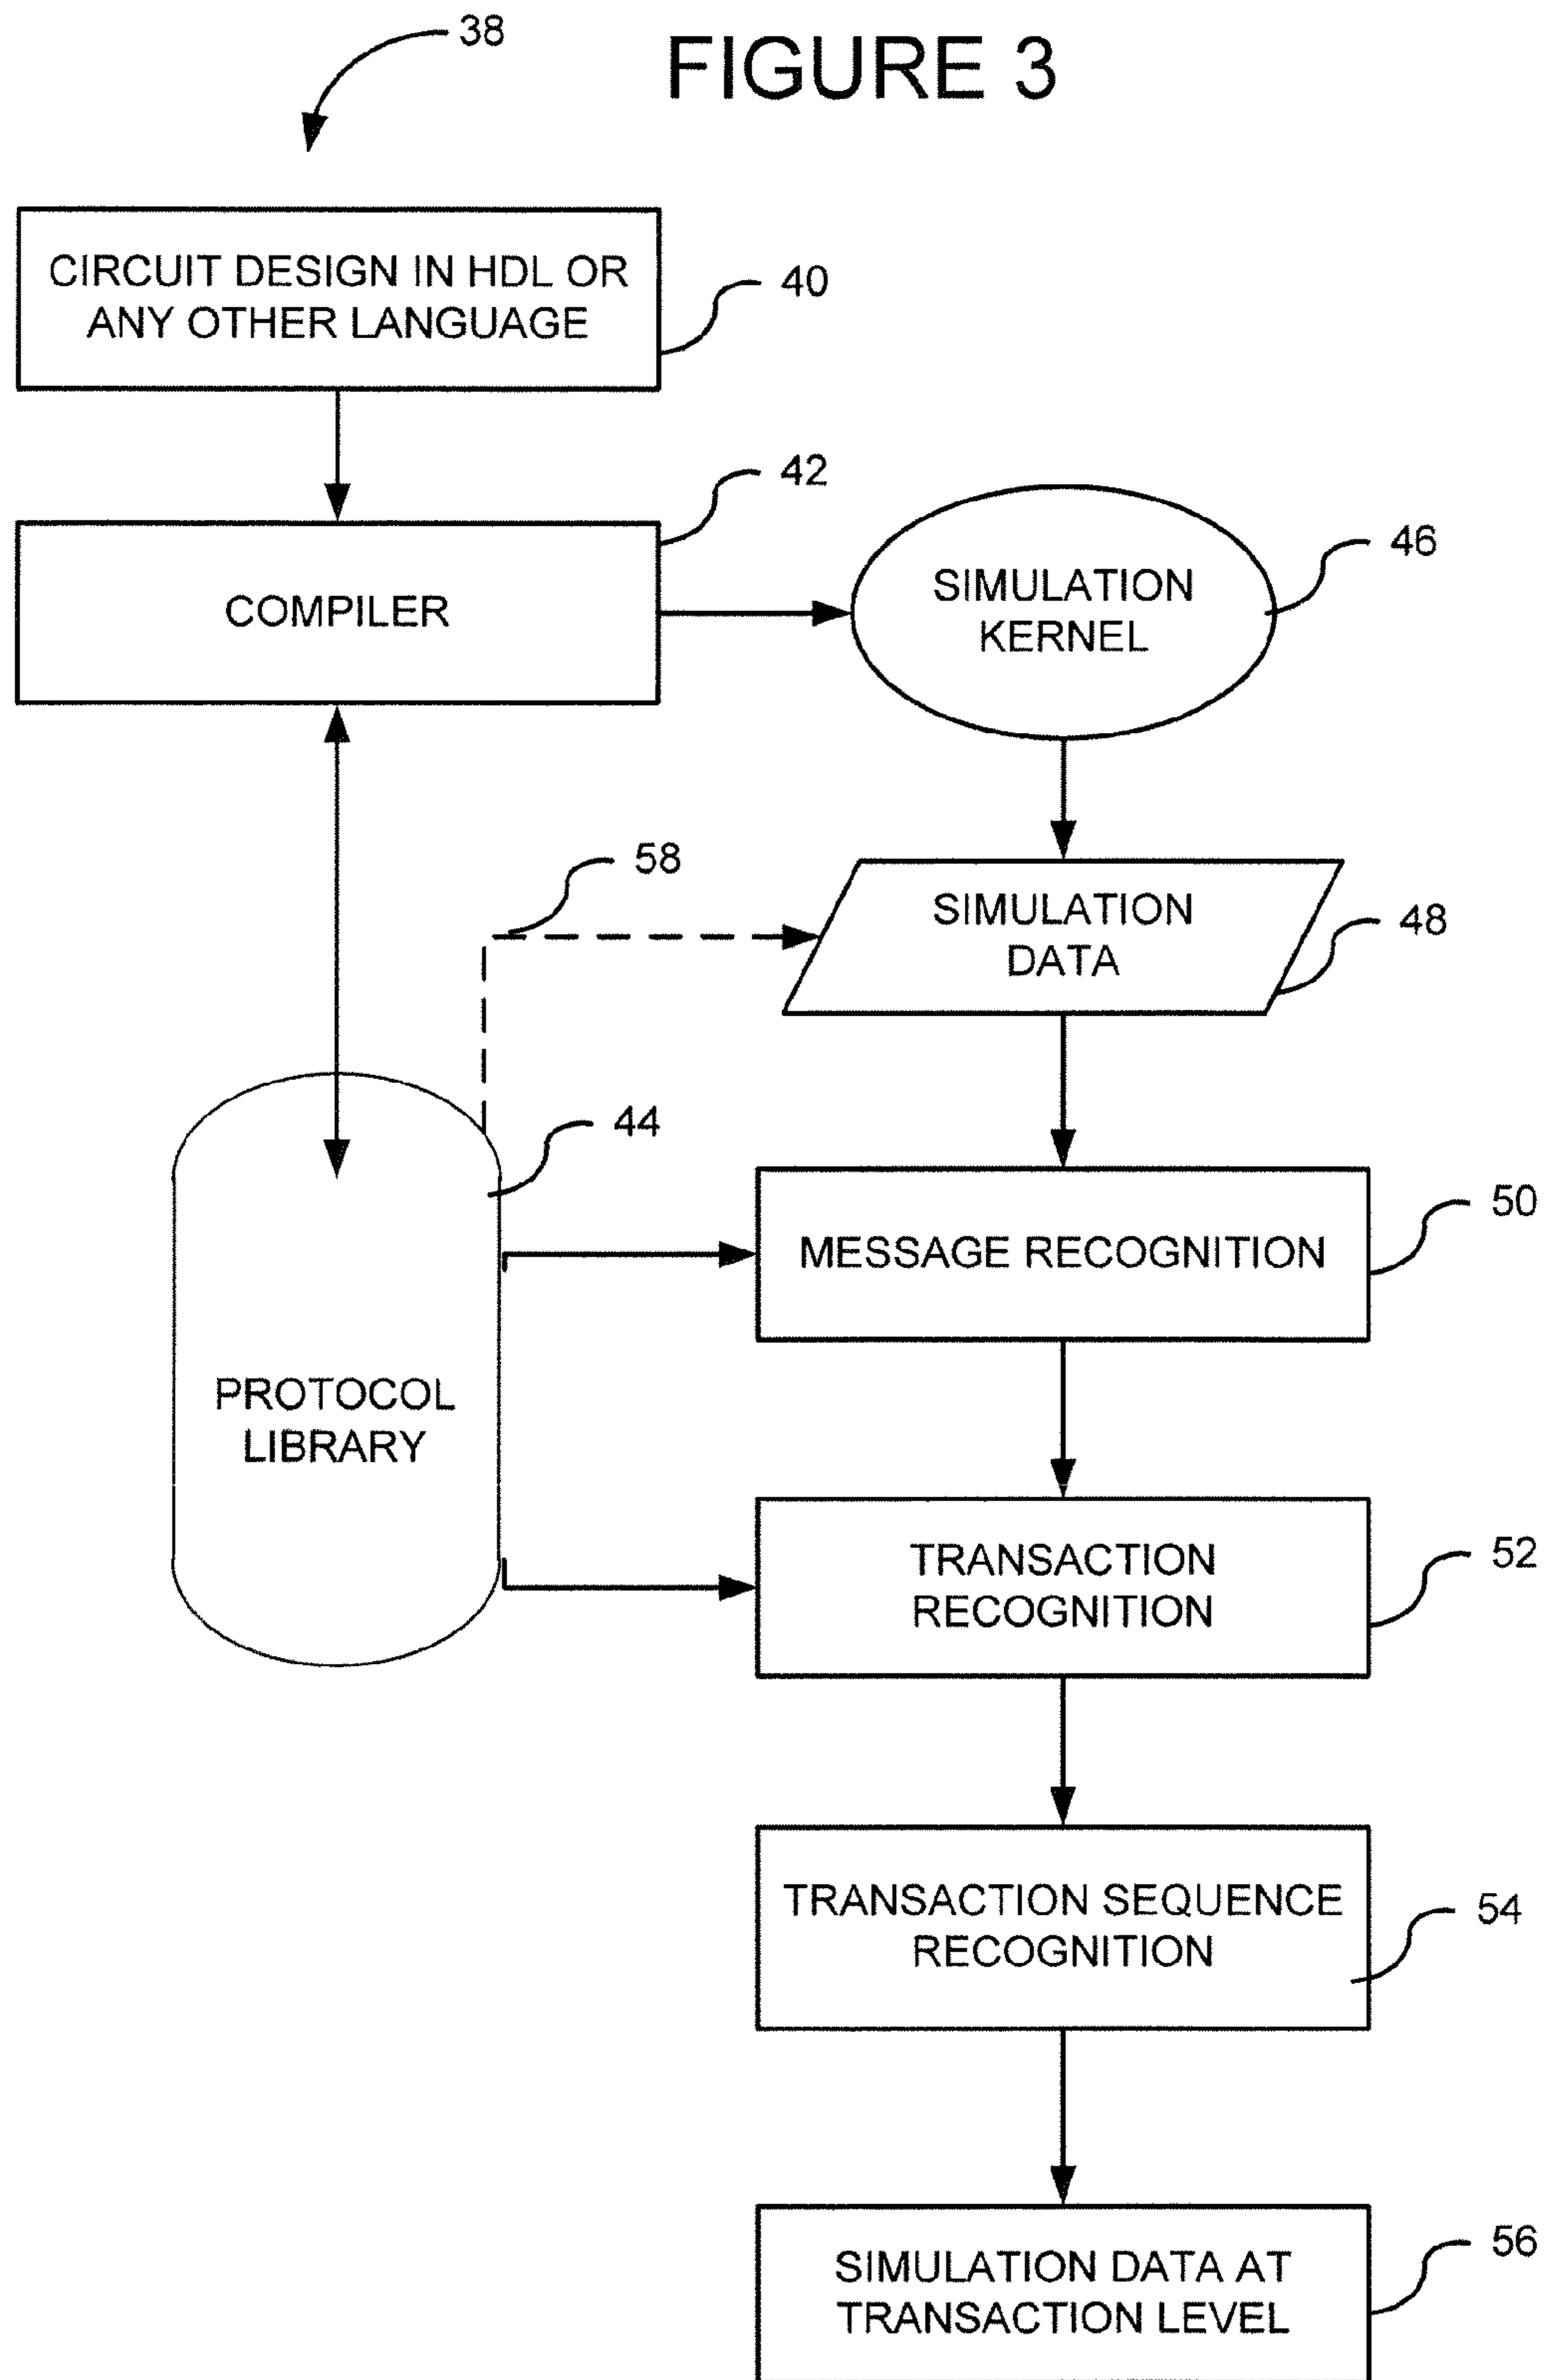 38
FIGURE 3
CIRCUIT DESIGN IN HDL OR
ANY OTHER LANGUAGE
40
42
COMPILER
46
SIMULATION
KERNEL
58
SIMULATION
DATA
48
44
50
MESSAGE RECOGNITION
PROTOCOL
LIBRARY
52
TRANSACTION
RECOGNITION
TRANSACTION SEQUENCE
RECOGNITION
54
56
SIMULATION DATA AT
TRANSACTION LEVEL